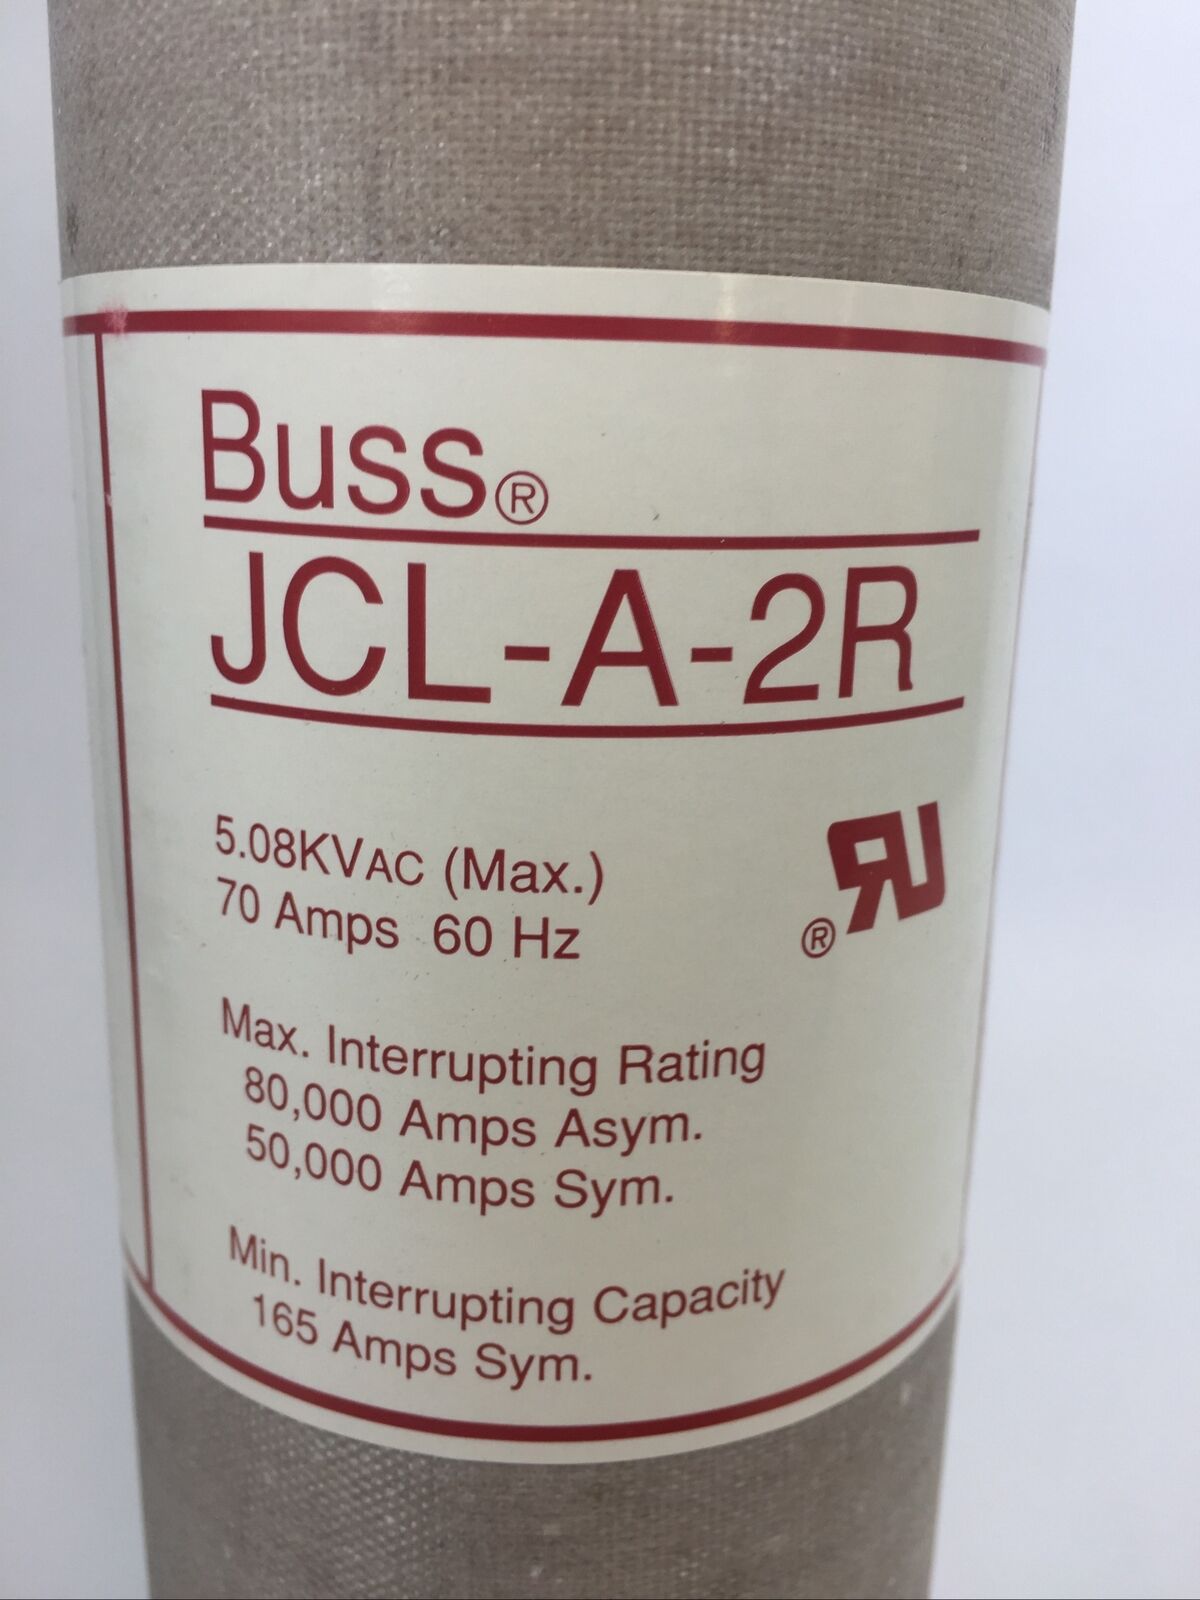 Buss®
JCL-A-2R
5.08KVAC (Max.)
70 Amps 60 Hz
RU®
Max. Interrupting Rating
80,000 Amps Asym.
50,000 Amps Sym.
Min. Interrupting Capacity
165 Amps Sym.